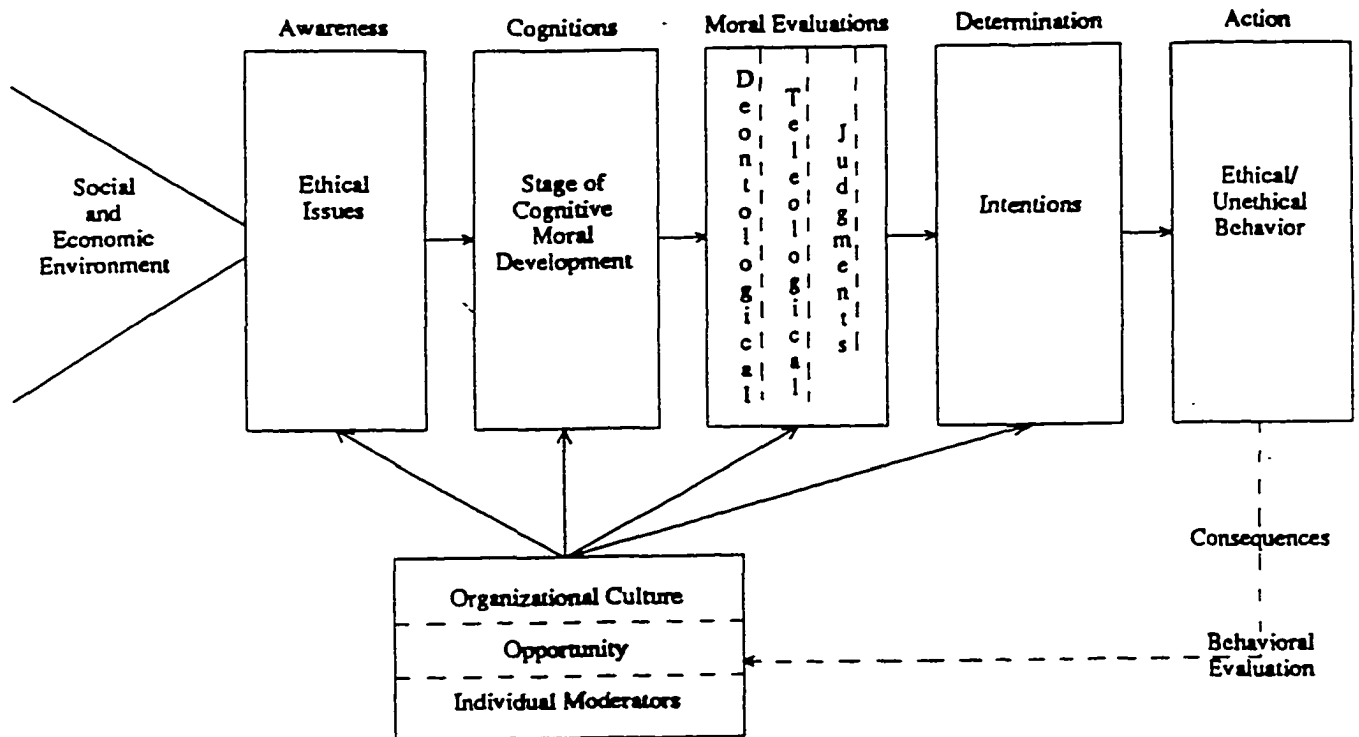 Awareness
Cognitions
Moral Evaluations
Determination
Action
Social
and
Economic
Environment
Ethical
Issues
Stage of
Cognitive
Moral
Development
Deontological
Teleological
Judgments
Intentions
Ethical/
Unethical
Behavior
Consequences
Behavioral
Evaluation
Organizational Culture
Opportunity
Individual Moderators